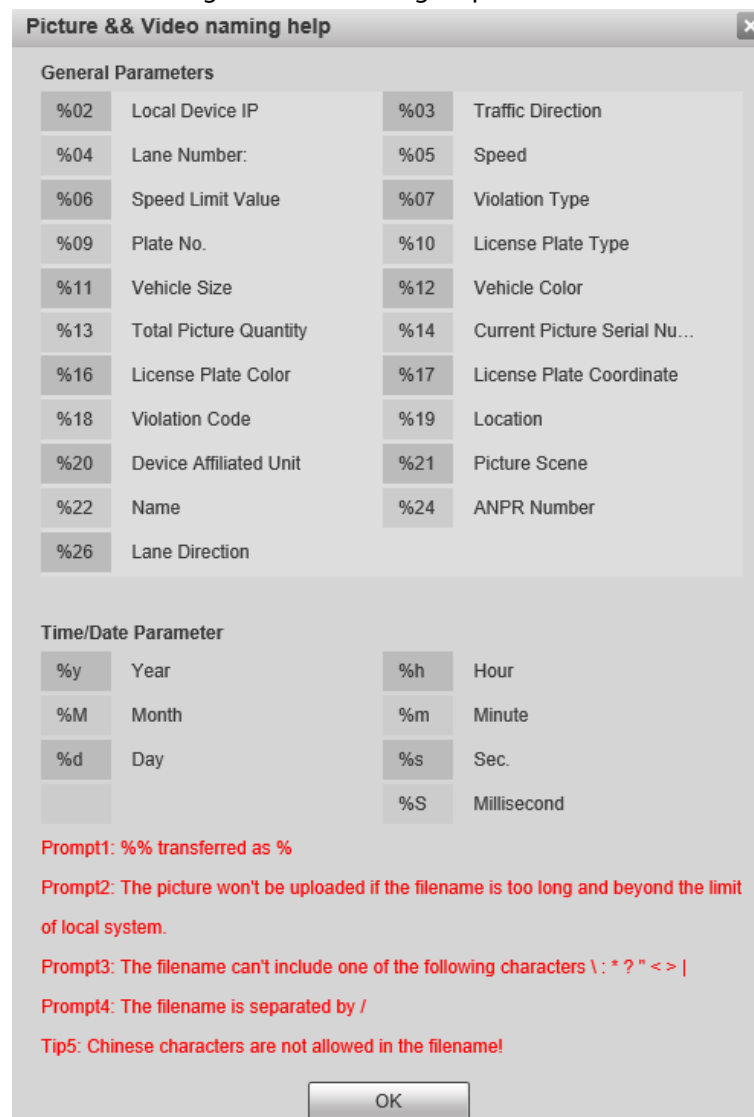 Picture && Video naming help
General Parameters
%02 Local Device IP %03 Traffic Direction
%04 Lane Number: %05 Speed
%06 Speed Limit Value %07 Violation Type
%09 Plate No. %10 License Plate Type
%11 Vehicle Size %12 Vehicle Color
%13 Total Picture Quantity %14 Current Picture Serial Nu...
%16 License Plate Color %17 License Plate Coordinate
%18 Violation Code %19 Location
%20 Device Affiliated Unit %21 Picture Scene
%22 Name %24 ANPR Number
%26 Lane Direction
Time/Date Parameter
%y Year %h Hour
%M Month %m Minute
%d Day %s Sec.
%S Millisecond
Prompt1: %% transferred as %
Prompt2: The picture won't be uploaded if the filename is too long and beyond the limit
of local system.
Prompt3: The filename can't include one of the following characters \ : * ? " < > |
Prompt4: The filename is separated by /
Tip5: Chinese characters are not allowed in the filename!
OK